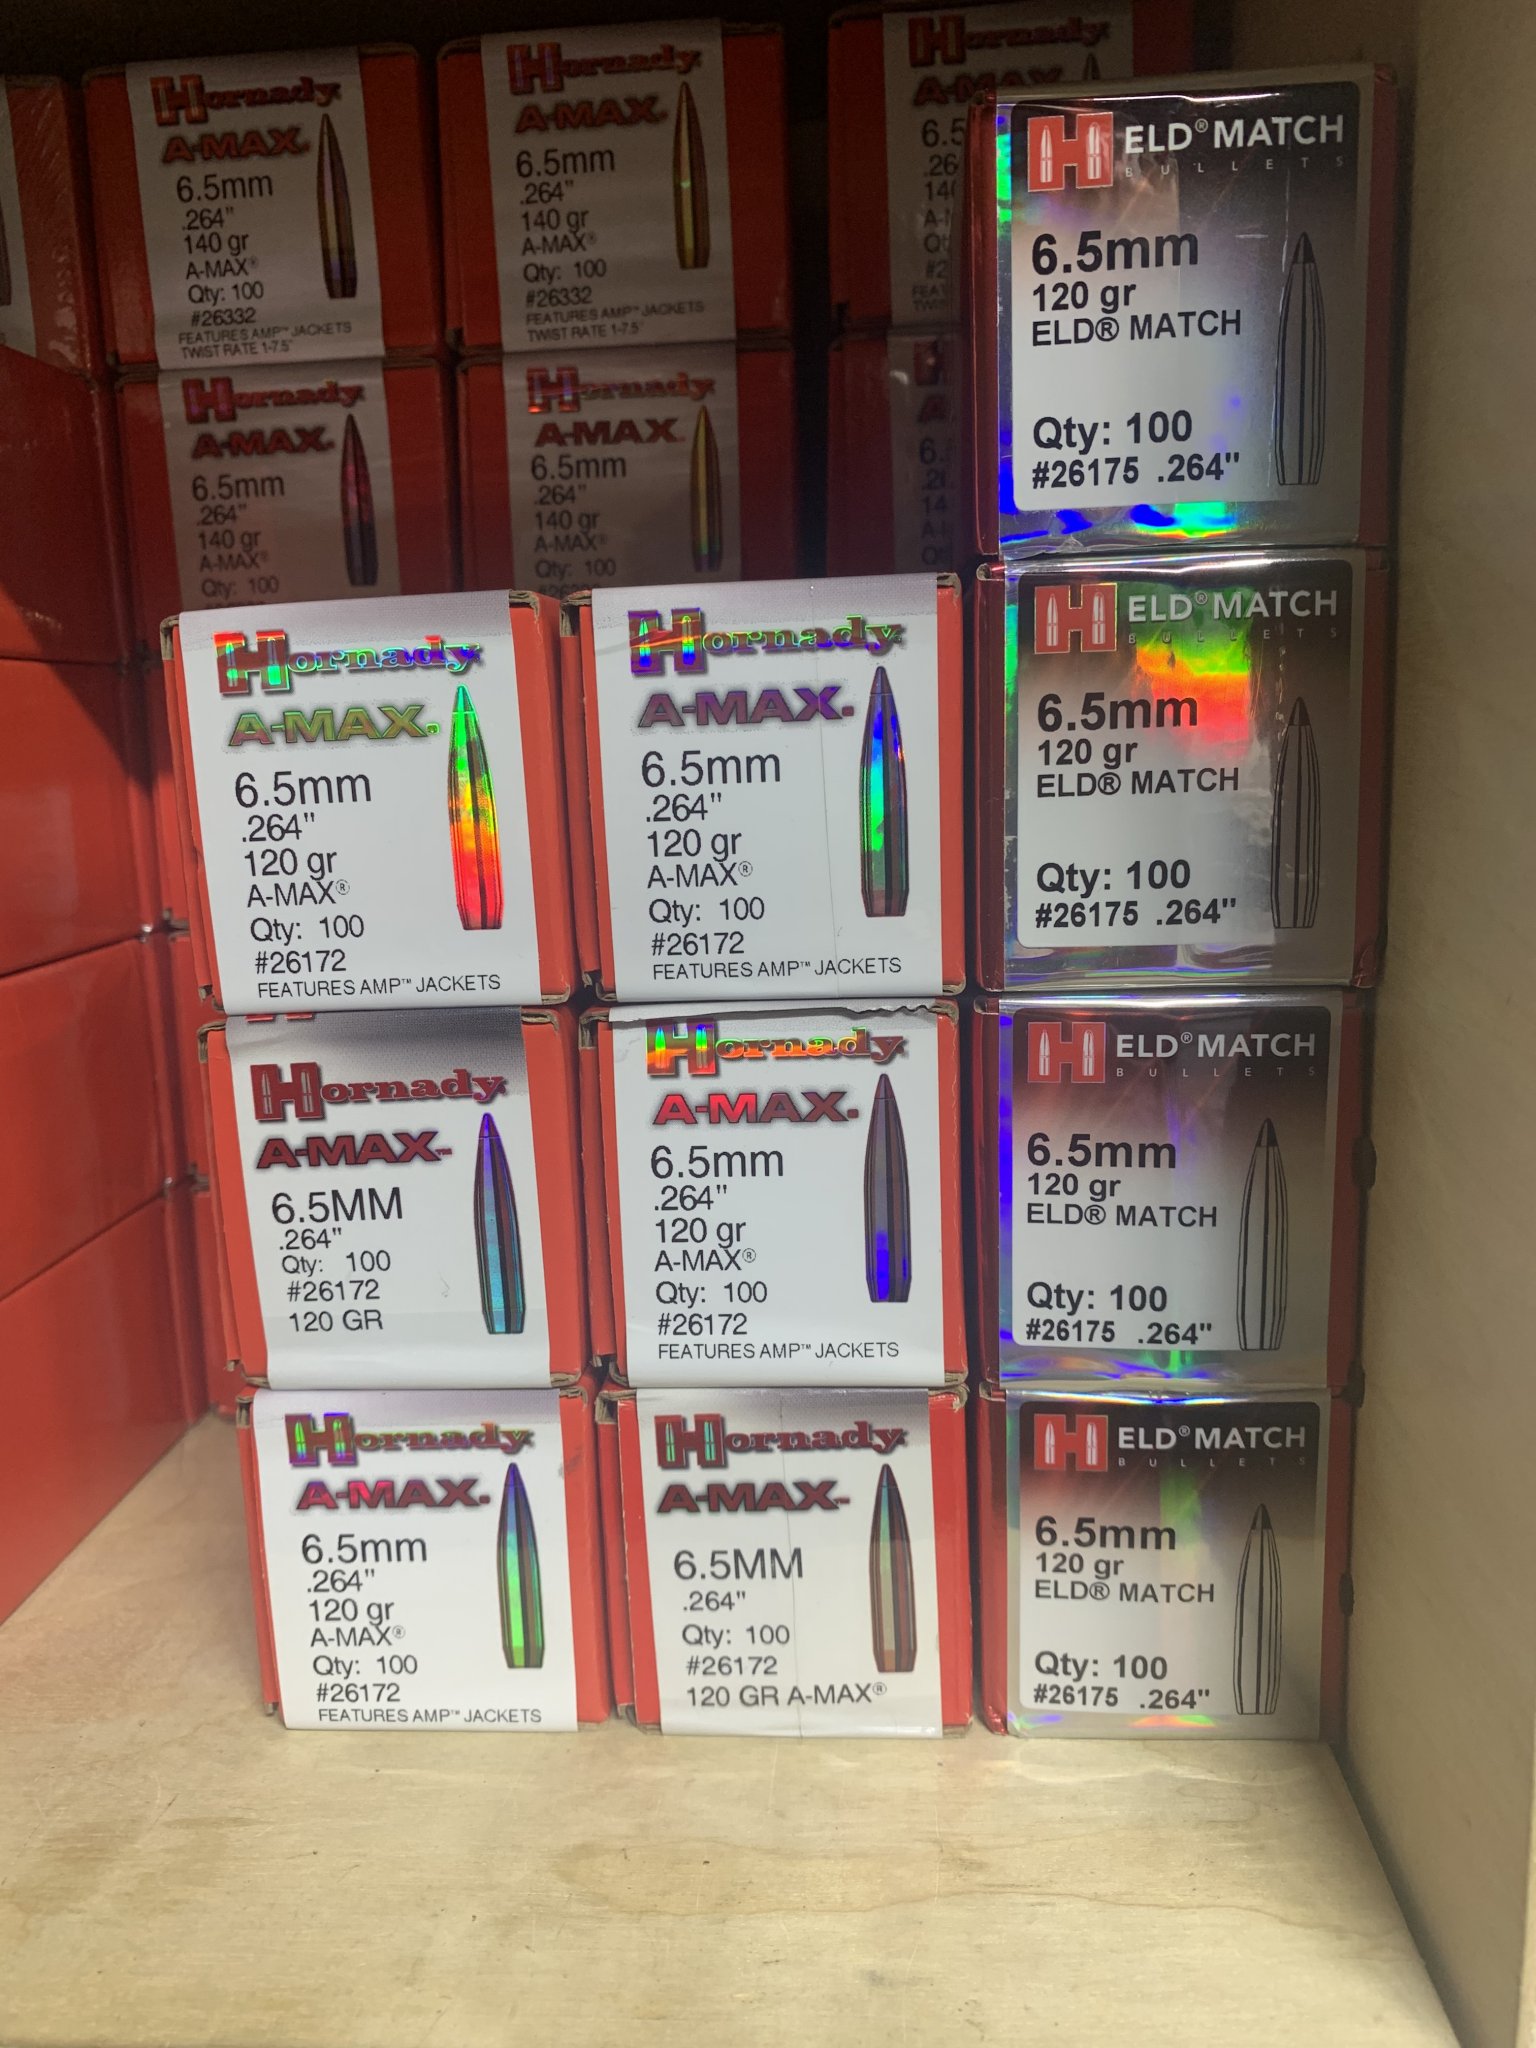 Hornady
A-MAX.
6.5mm
.264"
140 gr
A-MAX®
Qty: 100
#26332
FEATURES AMP™ JACKETS
TWIST RATE 1-7.5"
Hornady
A-MAX.
6.5mm
.264"
140 gr
A-MAX®
Qty: 100
#26332
FEATURES AMP™ JACKETS
TWIST RATE 1-7.5"
Hornady
A-MAX
6.5
Hornady
A-MAX.
6.5mm
.264"
140 gr
A-MAX®
Qty: 100
Hornady
A-MAX.
6.5mm
.264"
140 gr
A-MAX®
Qty: 100
H ELD® MATCH
BULLETS
6.5mm
120 gr
ELD® MATCH
Qty: 100
#26175 .264"
H ELD® MATCH
BULLETS
6.5mm
120 gr
ELD® MATCH
Qty: 100
#26175 .264"
H ELD® MATCH
BULLETS
6.5mm
120 gr
ELD® MATCH
Qty: 100
#26175 .264"
H ELD® MATCH
BULLETS
6.5mm
120 gr
ELD® MATCH
Qty: 100
#26175 .264"
Hornady
A-MAX.
6.5mm
.264"
120 gr
A-MAX®
Qty: 100
#26172
FEATURES AMP™ JACKETS
Hornady
A-MAX.
6.5mm
.264"
120 gr
A-MAX®
Qty: 100
#26172
FEATURES AMP™ JACKETS
Hornady
A-MAX™
6.5MM
.264"
Qty: 100
#26172
120 GR
Hornady
A-MAX.
6.5mm
.264"
120 gr
A-MAX®
Qty: 100
#26172
FEATURES AMP™ JACKETS
Hornady
A-MAX.
6.5mm
.264"
120 gr
A-MAX®
Qty: 100
#26172
FEATURES AMP™ JACKETS
Hornady
A-MAX™
6.5MM
.264"
Qty: 100
#26172
120 GR A-MAX®